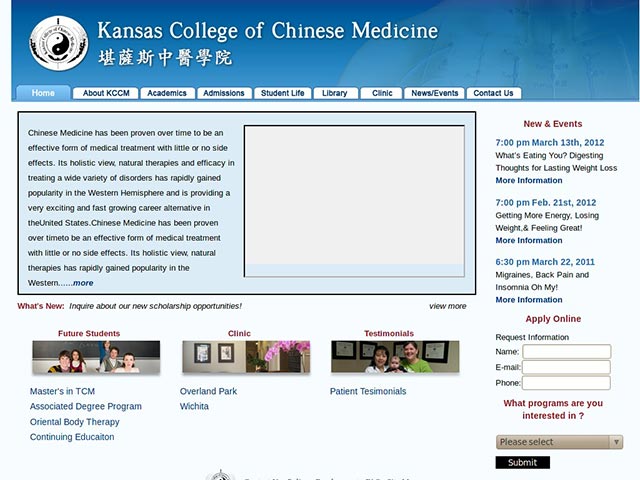 Kansas College of Chinese Medicine
堪薩斯中醫學院
Home
About KCCM
Academics
Admissions
Student Life
Library
Clinic
News/Events
Contact Us
Chinese Medicine has been proven over time to be an
effective form of medical treatment with little or no side
effects. Its holistic view, natural therapies and efficacy in
treating a wide variety of disorders has rapidly gained
popularity in the Western Hemisphere and is providing a
very exciting and fast growing career alternative in
theUnited States.Chinese Medicine has been proven
over timeto be an effective form of medical treatment
with little or no side effects. Its holistic view, natural
therapies has rapidly gained popularity in the
Western......more
What's New: Inquire about our new scholarship opportunities! view more
Future Students
Master's in TCM
Associated Degree Program
Oriental Body Therapy
Continuing Educaiton
Clinic
Overland Park
Wichita
Testimonials
Patient Tesimonials
New & Events
7:00 pm March 13th, 2012
What's Eating You? Digesting
Thoughts for Lasting Weight Loss
More Information
7:00 pm Feb. 21st, 2012
Getting More Energy, Losing
Weight,& Feeling Great!
More Information
6:30 pm March 22, 2011
Migraines, Back Pain and
Insomnia Oh My!
More Information
Apply Online
Request Information
Name:
E-mail:
Phone:
What programs are you
interested in ?
Please select
Submit